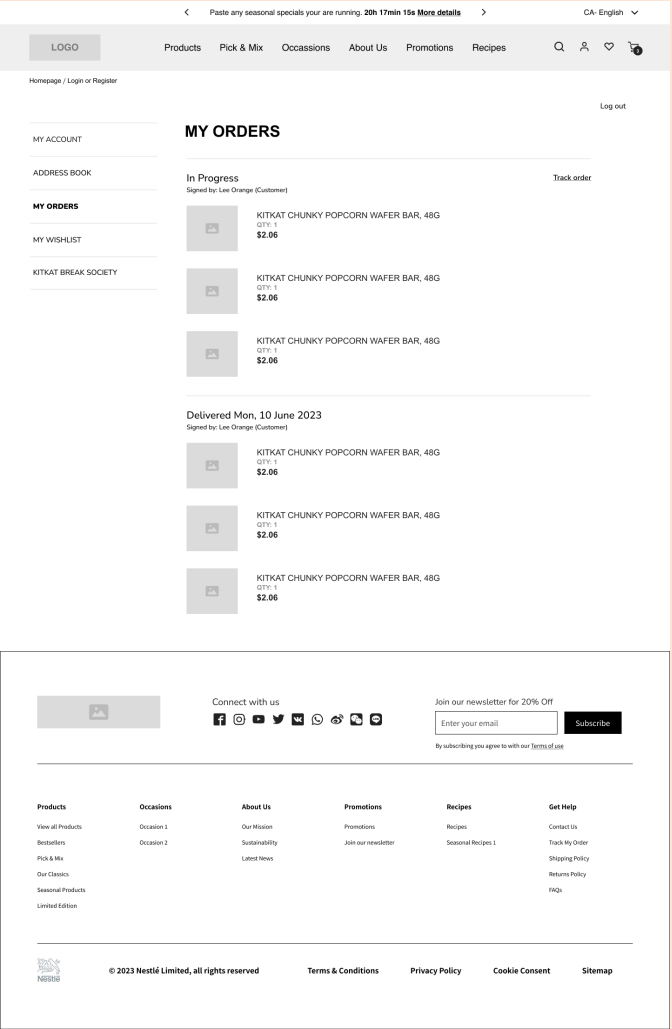 Paste any seasonal specials your are running. 20h 17min 15s More details
CA- English
LOGO
Products
Pick & Mix
Occassions
About Us
Promotions
Recipes
3
Homepage / Login or Register
Log out
MY ACCOUNT
ADDRESS BOOK
MY ORDERS
MY WISHLIST
KITKAT BREAK SOCIETY
MY ORDERS
In Progress
Track order
Signed by: Lee Orange (Customer)
KITKAT CHUNKY POPCORN WAFER BAR, 48G
QTY: 1
$2.06
KITKAT CHUNKY POPCORN WAFER BAR, 48G
QTY: 1
$2.06
KITKAT CHUNKY POPCORN WAFER BAR, 48G
QTY: 1
$2.06
Delivered Mon, 10 June 2023
Signed by: Lee Orange (Customer)
KITKAT CHUNKY POPCORN WAFER BAR, 48G
QTY: 1
$2.06
KITKAT CHUNKY POPCORN WAFER BAR, 48G
QTY: 1
$2.06
KITKAT CHUNKY POPCORN WAFER BAR, 48G
QTY: 1
$2.06
Connect with us
Join our newsletter for 20% Off
Enter your email
Subscribe
By subscribing you agree to with our Terms of use
Products
View all Products
Bestsellers
Pick & Mix
Our Classics
Seasonal Products
Limited Edition
Occasions
Occasion 1
Occasion 2
About Us
Our Mission
Sustainability
Latest News
Promotions
Promotions
Join our newsletter
Recipes
Recipes
Seasonal Recipes 1
Get Help
Contact Us
Track My Order
Shipping Policy
Returns Policy
FAQs
Nestlé
© 2023 Nestlé Limited, all rights reserved
Terms & Conditions
Privacy Policy
Cookie Consent
Sitemap